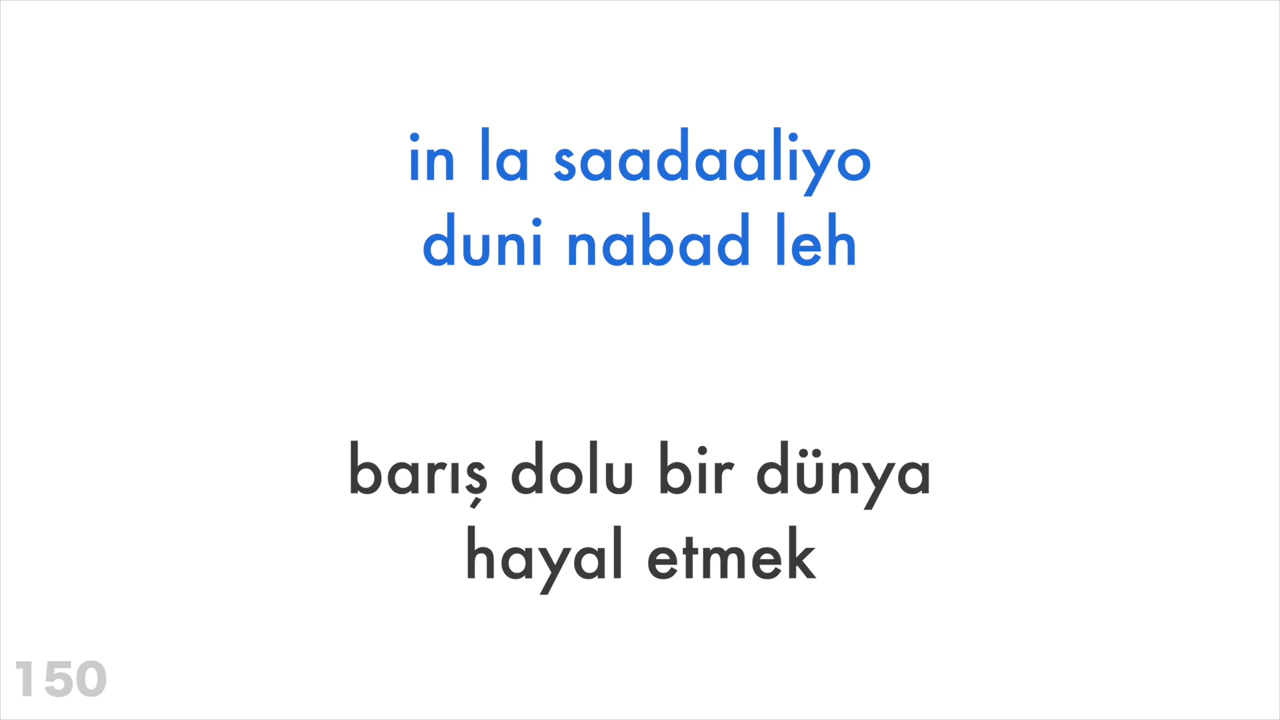 in la saadaaliyo
duni nabad leh
barış dolu bir dünya
hayal etmek
150